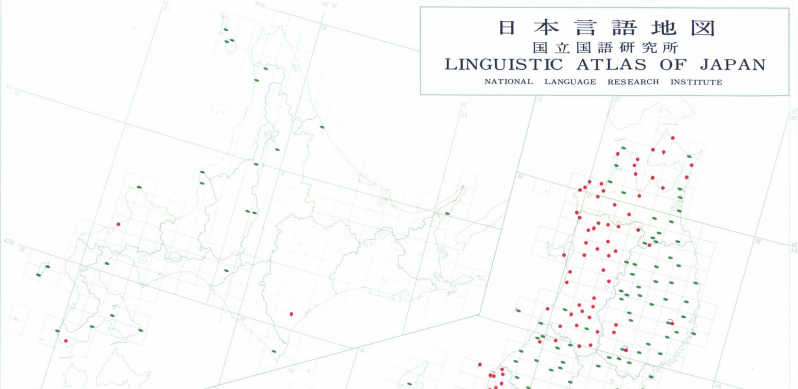 日本言語地図
国立国語研究所
LINGUISTIC ATLAS OF JAPAN
NATIONAL LANGUAGE RESEARCH INSTITUTE